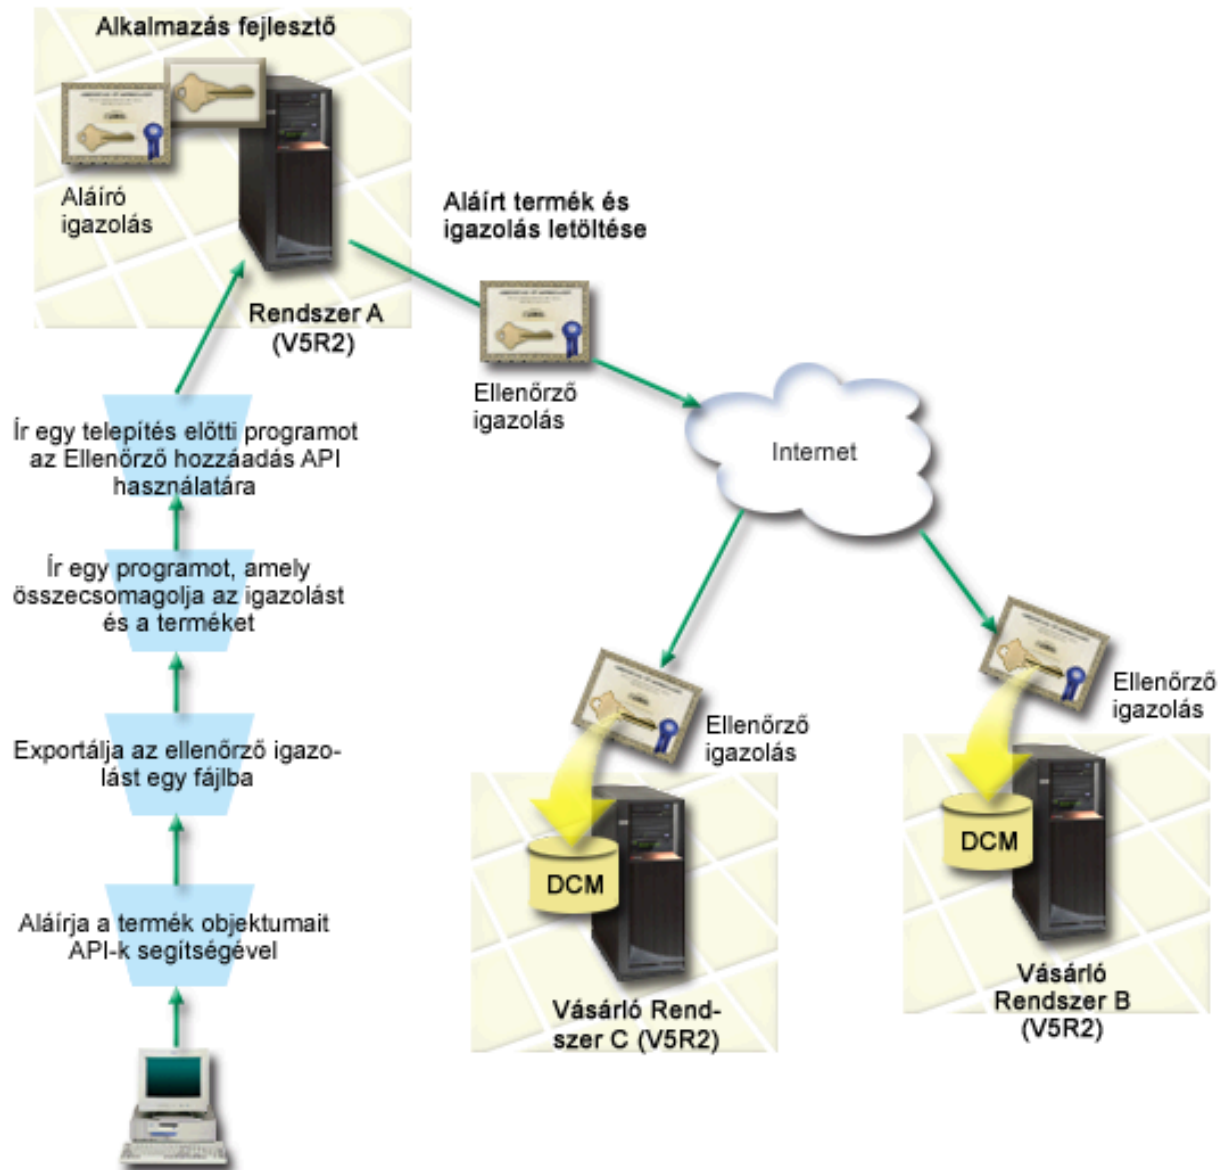 Alkalmazás fejlesztő
Aláíró
igazolás
Rendszer A
(V5R2)
Aláírt termék és
igazolás letöltése
Ellenőrző
igazolás
Internet
Ír egy telepítés előtti programot
az Ellenőrző hozzáadás API
használatára
Ír egy programot, amely
összecsomagolja az igazolást
és a terméket
Exportálja az ellenőrző igazo-
lást egy fájlba
Aláírja a termék objektumait
API-k segítségével
Ellenőrző
igazolás
DCM
Vásárló Rend-
szer C (V5R2)
Ellenőrző
igazolás
DCM
Vásárló
Rendszer B
(V5R2)